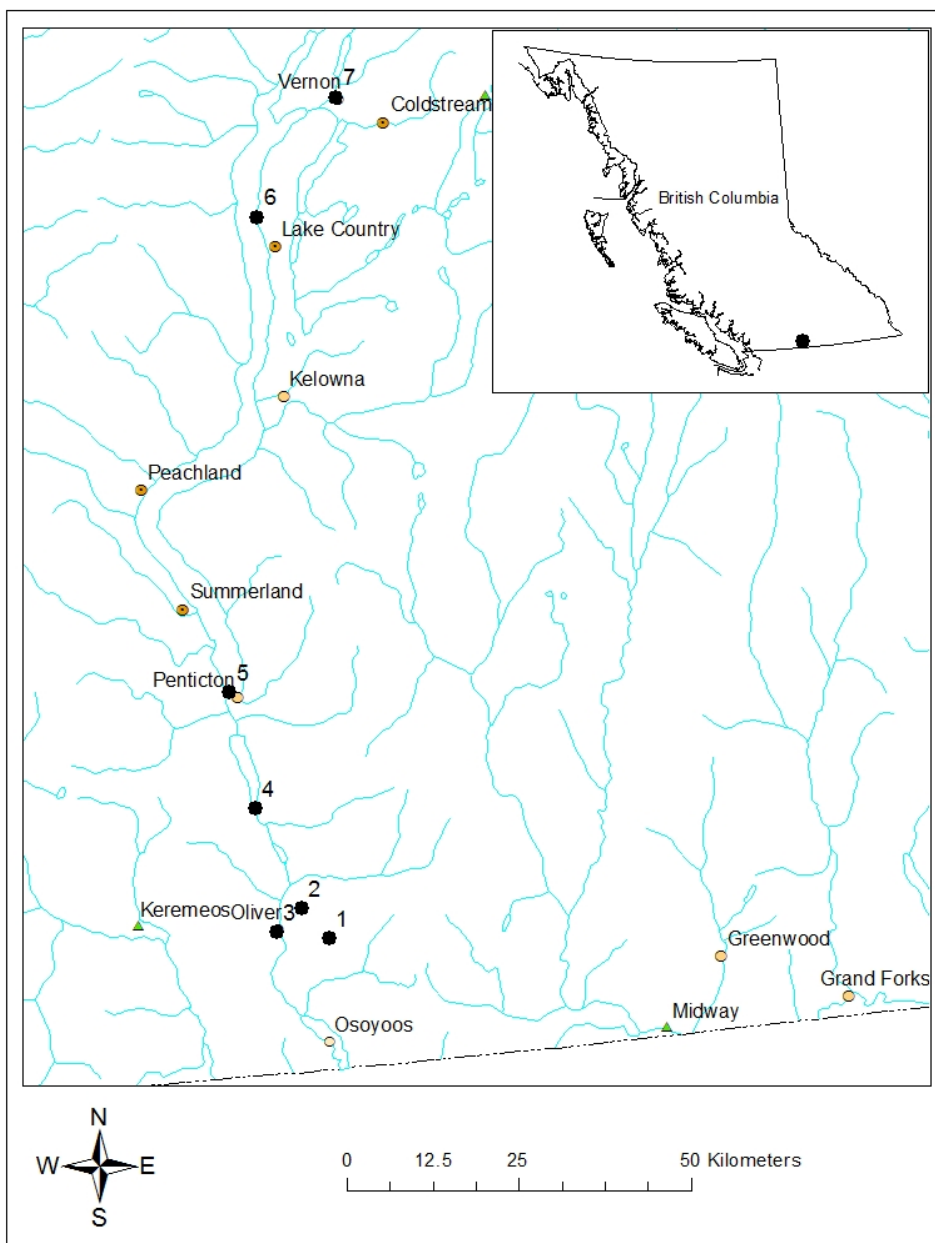 Vernon 7
Coldstream
British Columbia
6
Lake Country
Kelowna
Peachland
Summerland
Penticton 5
4
2
Keremeos Oliver 3 1
Greenwood
Grand Forks
Midway
Osoyoos
N
W E
S
0 12.5 25 50 Kilometers